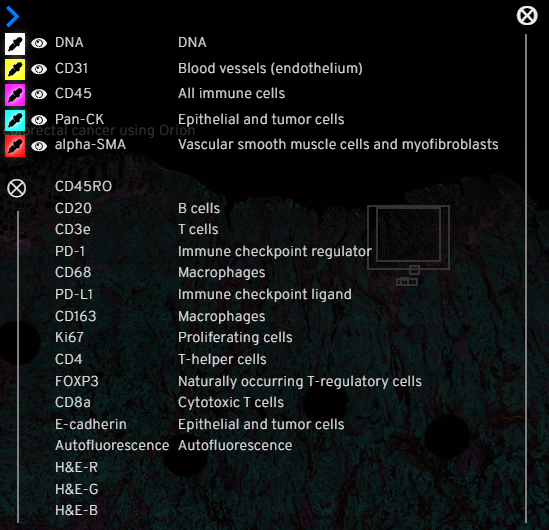 DNA DNA
CD31 Blood vessels (endothelium)
CD45 All immune cells
Pan-CK Epithelial and tumor cells
colorectal cancer using Orion
alpha-SMA Vascular smooth muscle cells and myofibroblasts
CD45RO
CD20 B cells
CD3e T cells
PD-1 Immune checkpoint regulator
CD68 Macrophages
PD-L1 Immune checkpoint ligand
CD163 Macrophages
Ki67 Proliferating cells
CD4 T-helper cells
FOXP3 Naturally occurring T-regulatory cells
CD8a Cytotoxic T cells
E-cadherin Epithelial and tumor cells
Autofluorescence Autofluorescence
H&E-R
H&E-G
H&E-B